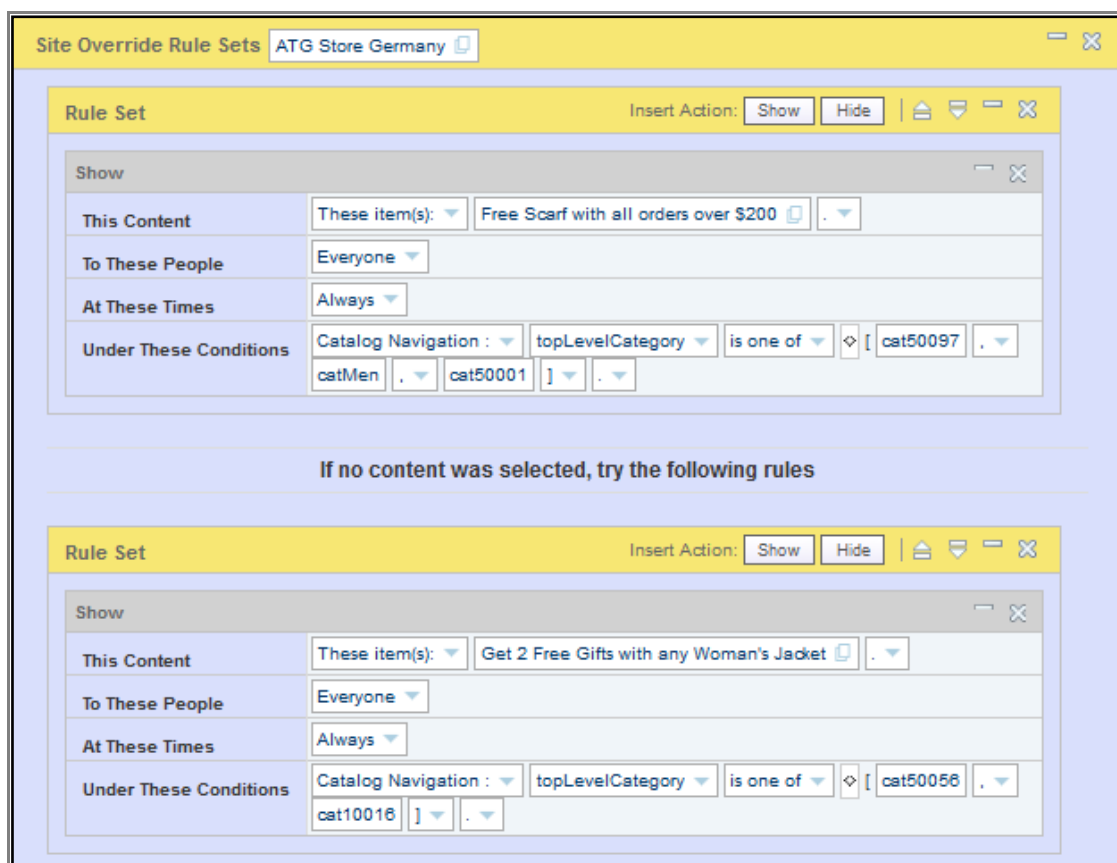 Site Override Rule Sets ATG Store Germany
Rule Set Insert Action: Show Hide
Show
This Content These item(s): Free Scarf with all orders over $200 .
To These People Everyone
At These Times Always
Under These Conditions Catalog Navigation : topLevelCategory is one of [ cat50097 ,
catMen , cat50001 ] .
If no content was selected, try the following rules
Rule Set Insert Action: Show Hide
Show
This Content These item(s): Get 2 Free Gifts with any Woman's Jacket .
To These People Everyone
At These Times Always
Under These Conditions Catalog Navigation : topLevelCategory is one of [ cat50056 ,
cat10016 ] .